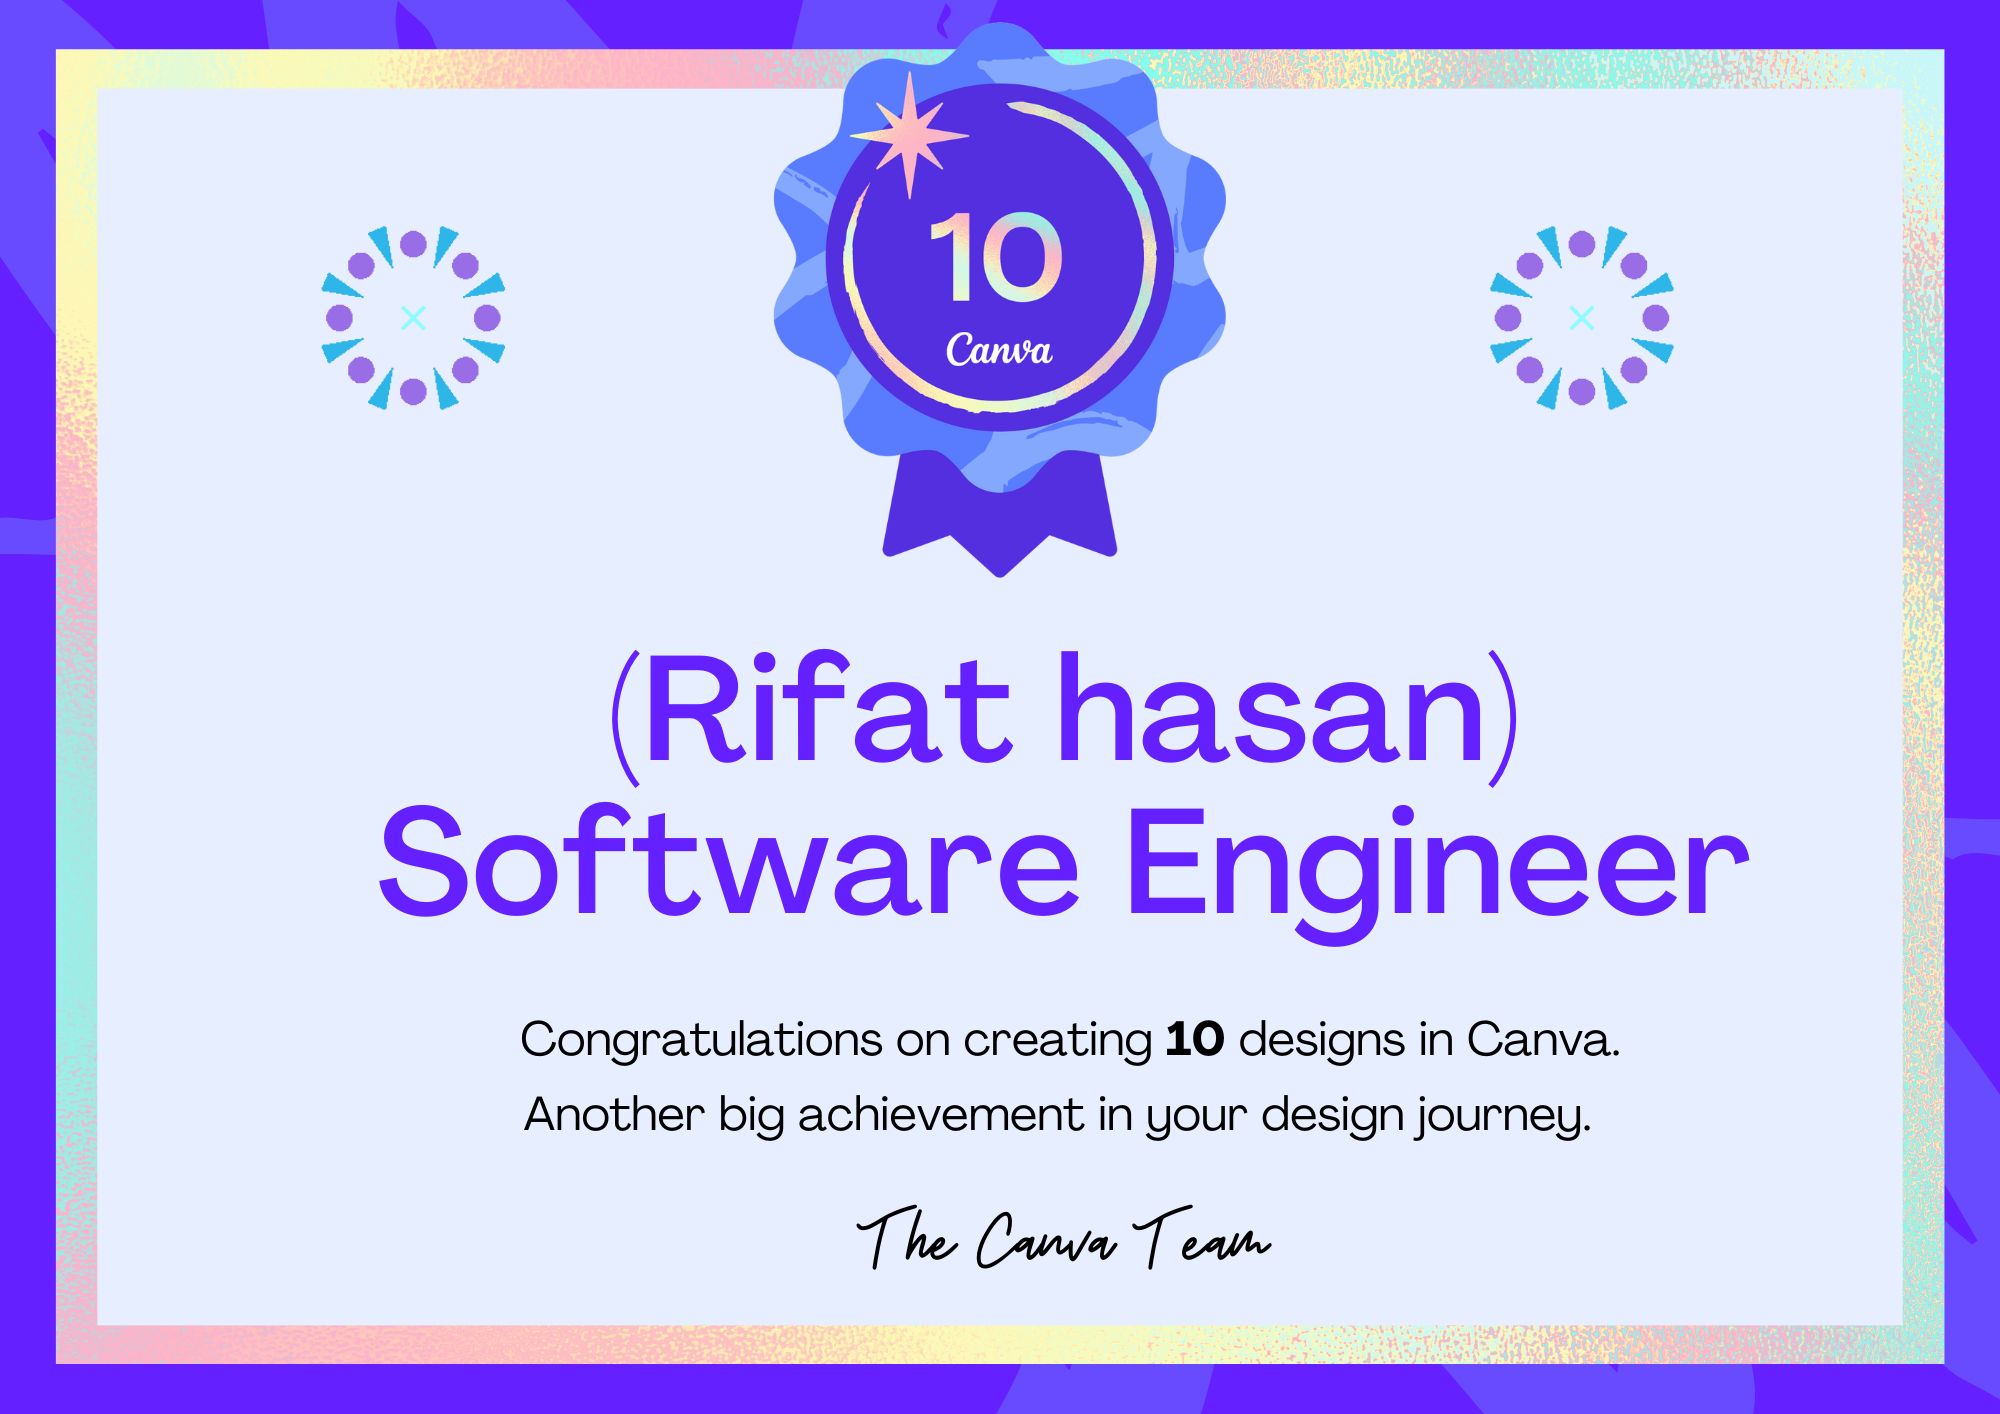 10
Canva
(Rifat hasan)
Software Engineer
Congratulations on creating 10 designs in Canva.
Another big achievement in your design journey.
The Canva Team